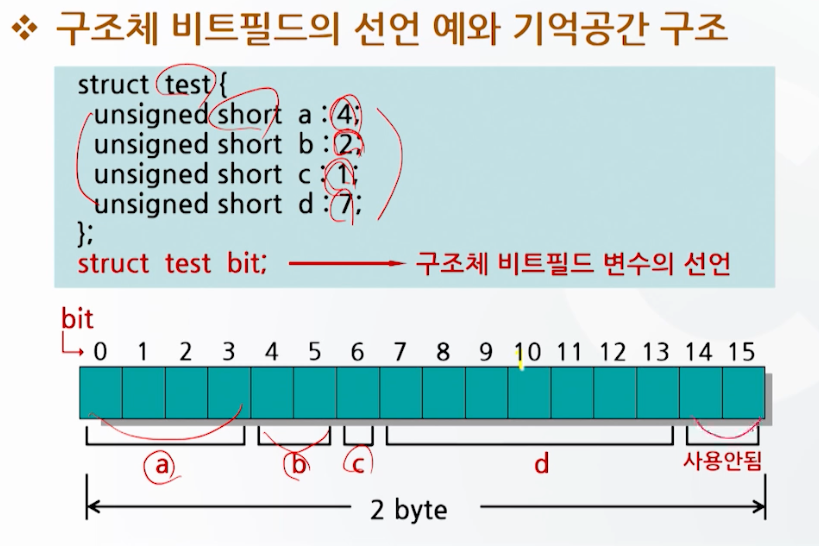 ❖ 구조체 비트필드의 선언 예와 기억공간 구조
struct test {
unsigned short a : 4;
unsigned short b : 2;
unsigned short c : 1;
unsigned short d : 7;
};
struct test bit; 구조체 비트필드 변수의 선언
bit
0 1 2 3 4 5 6 7 8 9 10 11 12 13 14 15
a b c d 사용안됨
2 byte